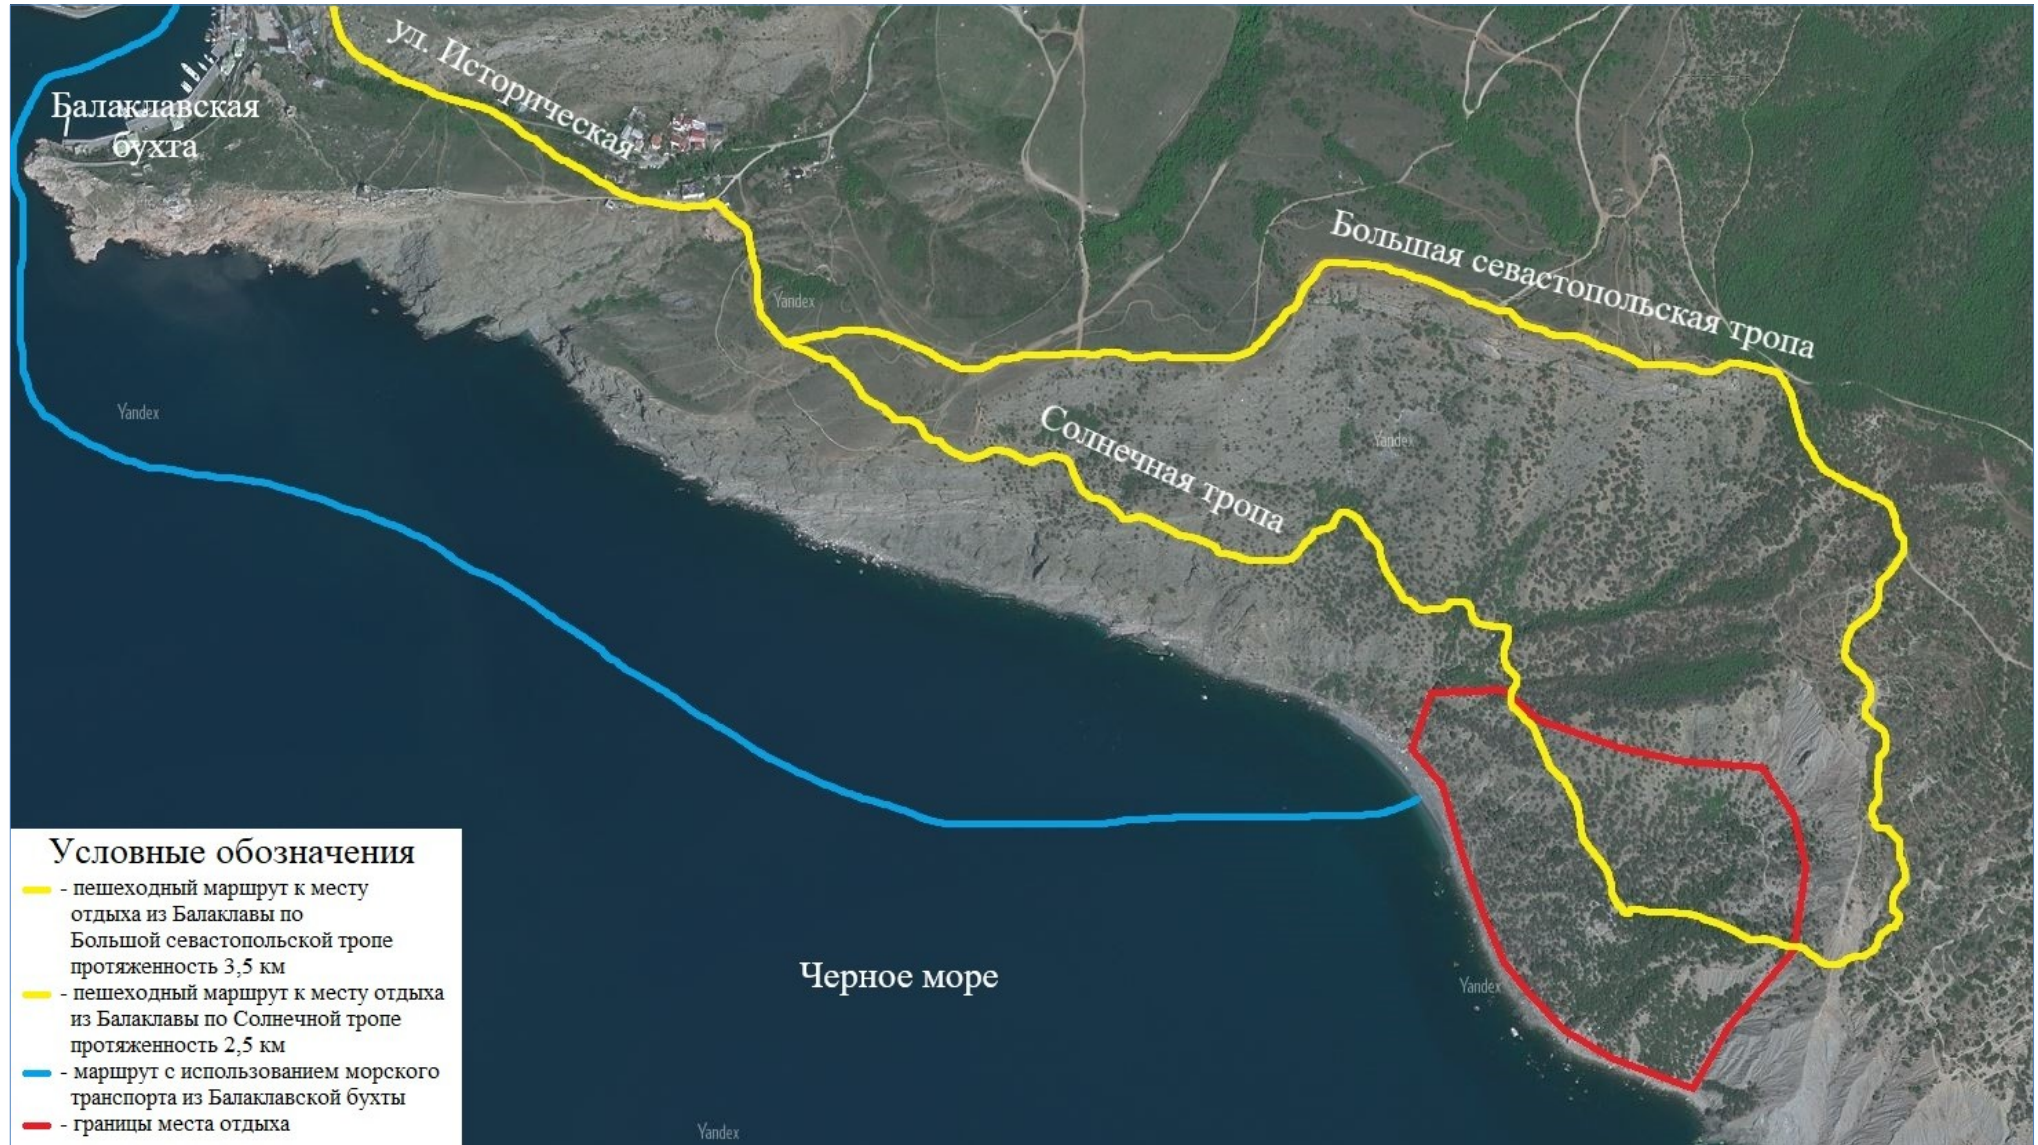 ул. Историческая
Балаклавская
бухта
Большая севастопольская тропа
Yandex
Солнечная тропа
Yandex
Yandex
Условные обозначения
- пешеходный маршрут к месту
отдыха из Балаклавы по
Большой севастопольской тропе
протяженность 3,5 км
- пешеходный маршрут к месту отдыха
из Балаклавы по Солнечной тропе
протяженность 2,5 км
- маршрут с использованием морского
транспорта из Балаклавской бухты
- границы места отдыха
Черное море
Yandex
Yandex